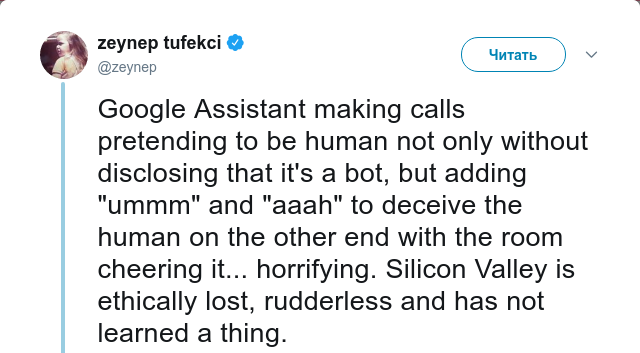 zeynep tufekci
@zeynep
Читать
Google Assistant making calls
pretending to be human not only without
disclosing that it's a bot, but adding
"ummm" and "aaah" to deceive the
human on the other end with the room
cheering it... horrifying. Silicon Valley is
ethically lost, rudderless and has not
learned a thing.